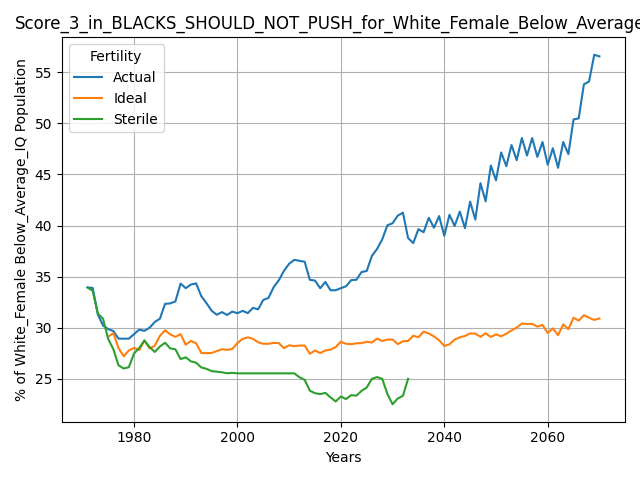 Score_3_in_BLACKS_SHOULD_NOT_PUSH_for_White_Female_Below_Average
Fertility
Actual
Ideal
Sterile
% of White_Female Below_Average_IQ Population
55
50
45
40
35
30
25
1980
2000
2020
2040
2060
Years